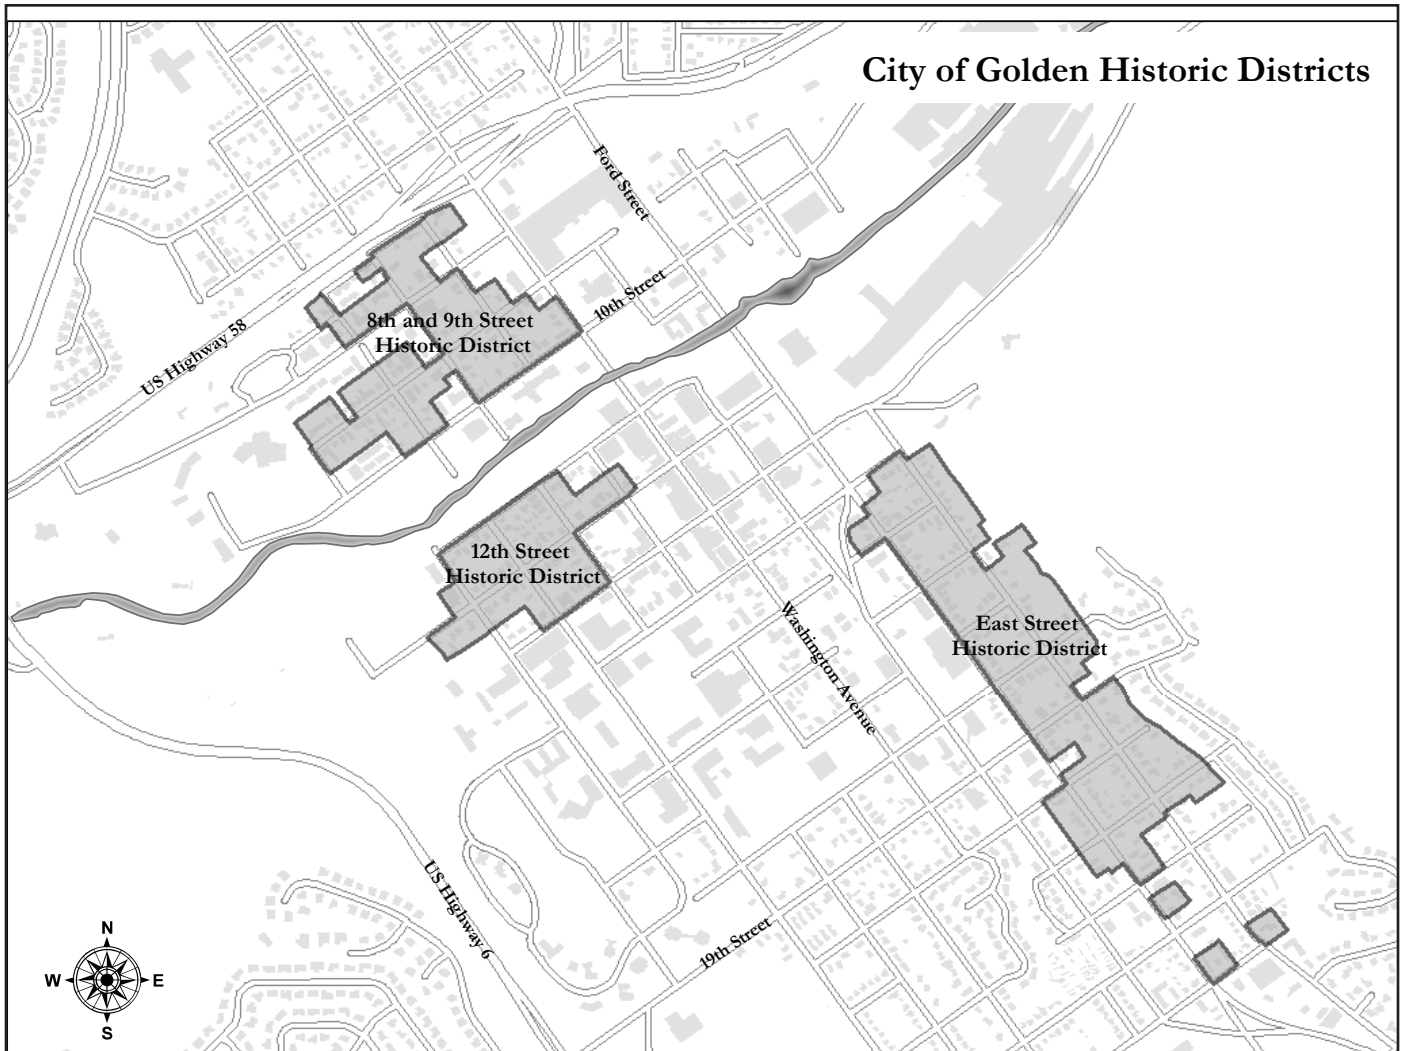 City of Golden Historic Districts
Ford Street
10th Street
8th and 9th Street
Historic District
US Highway 58
12th Street
Historic District
East Street
Historic District
Washington Avenue
US Highway 6
19th Street
N
W E
S